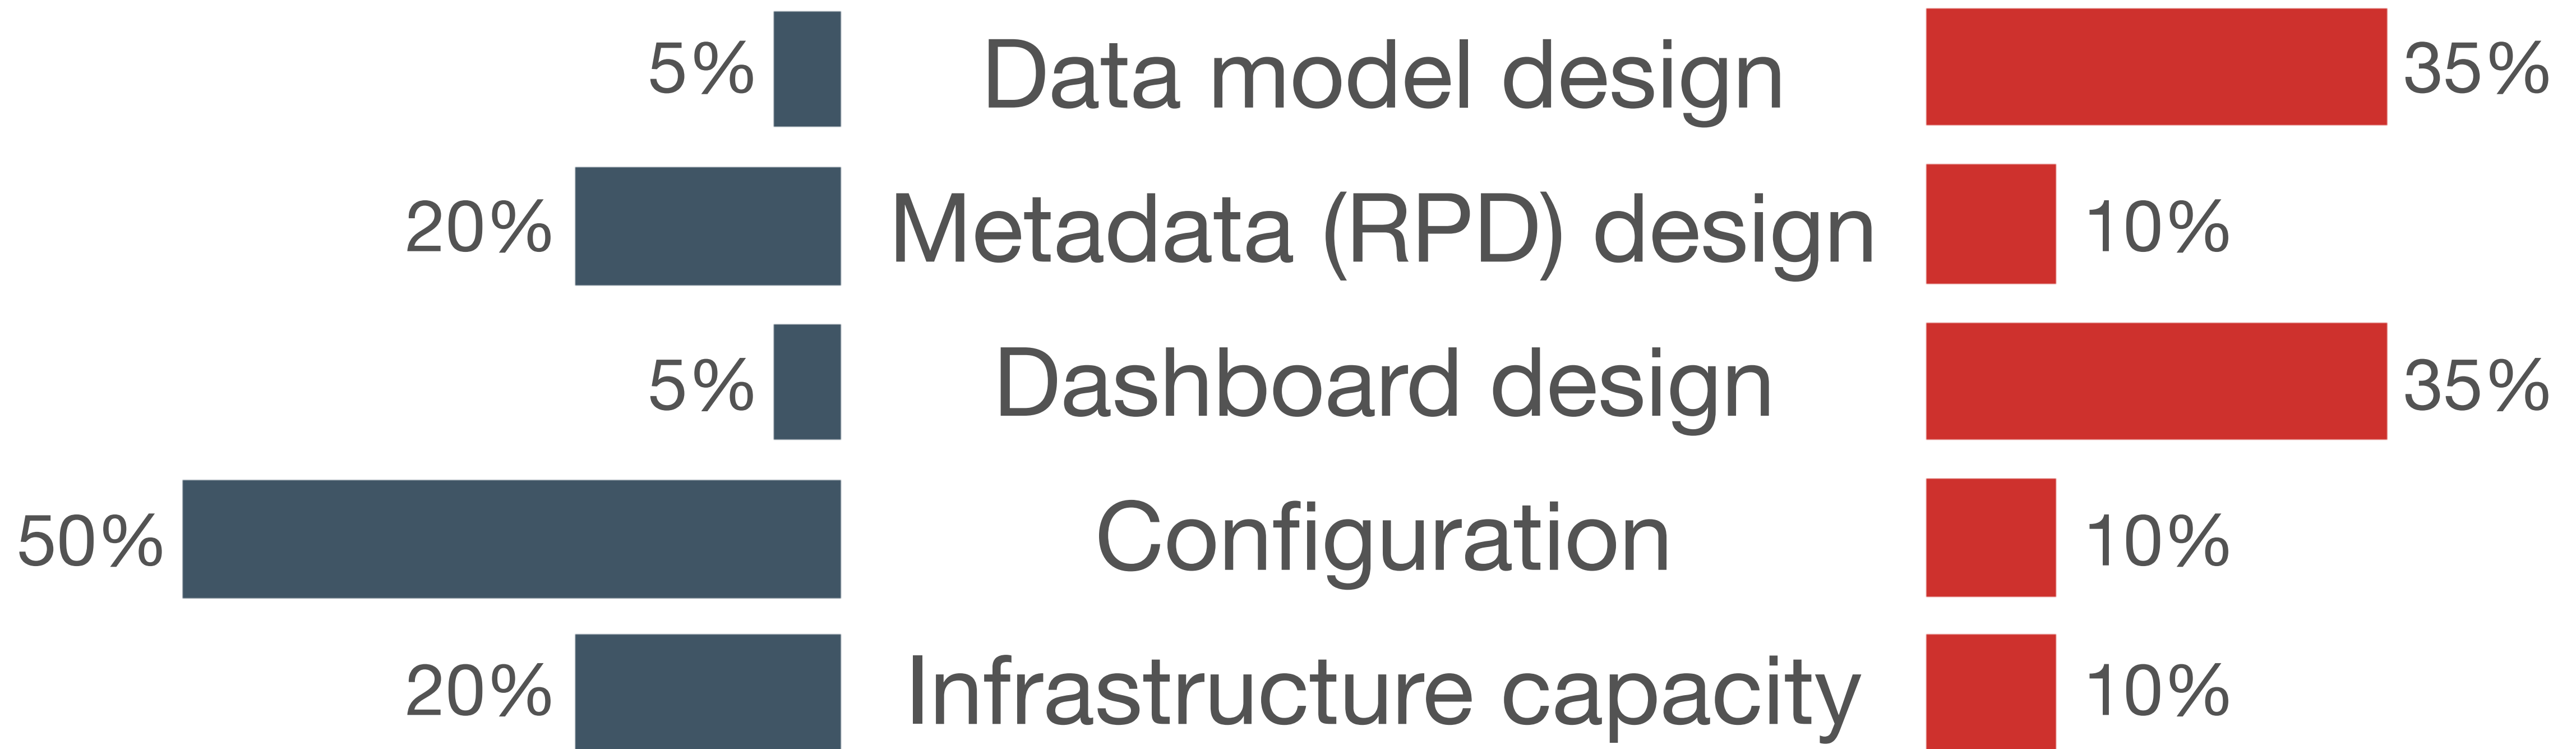 5% Data model design 35%
20% Metadata (RPD) design 10%
5% Dashboard design 35%
50% Configuration 10%
20% Infrastructure capacity 10%